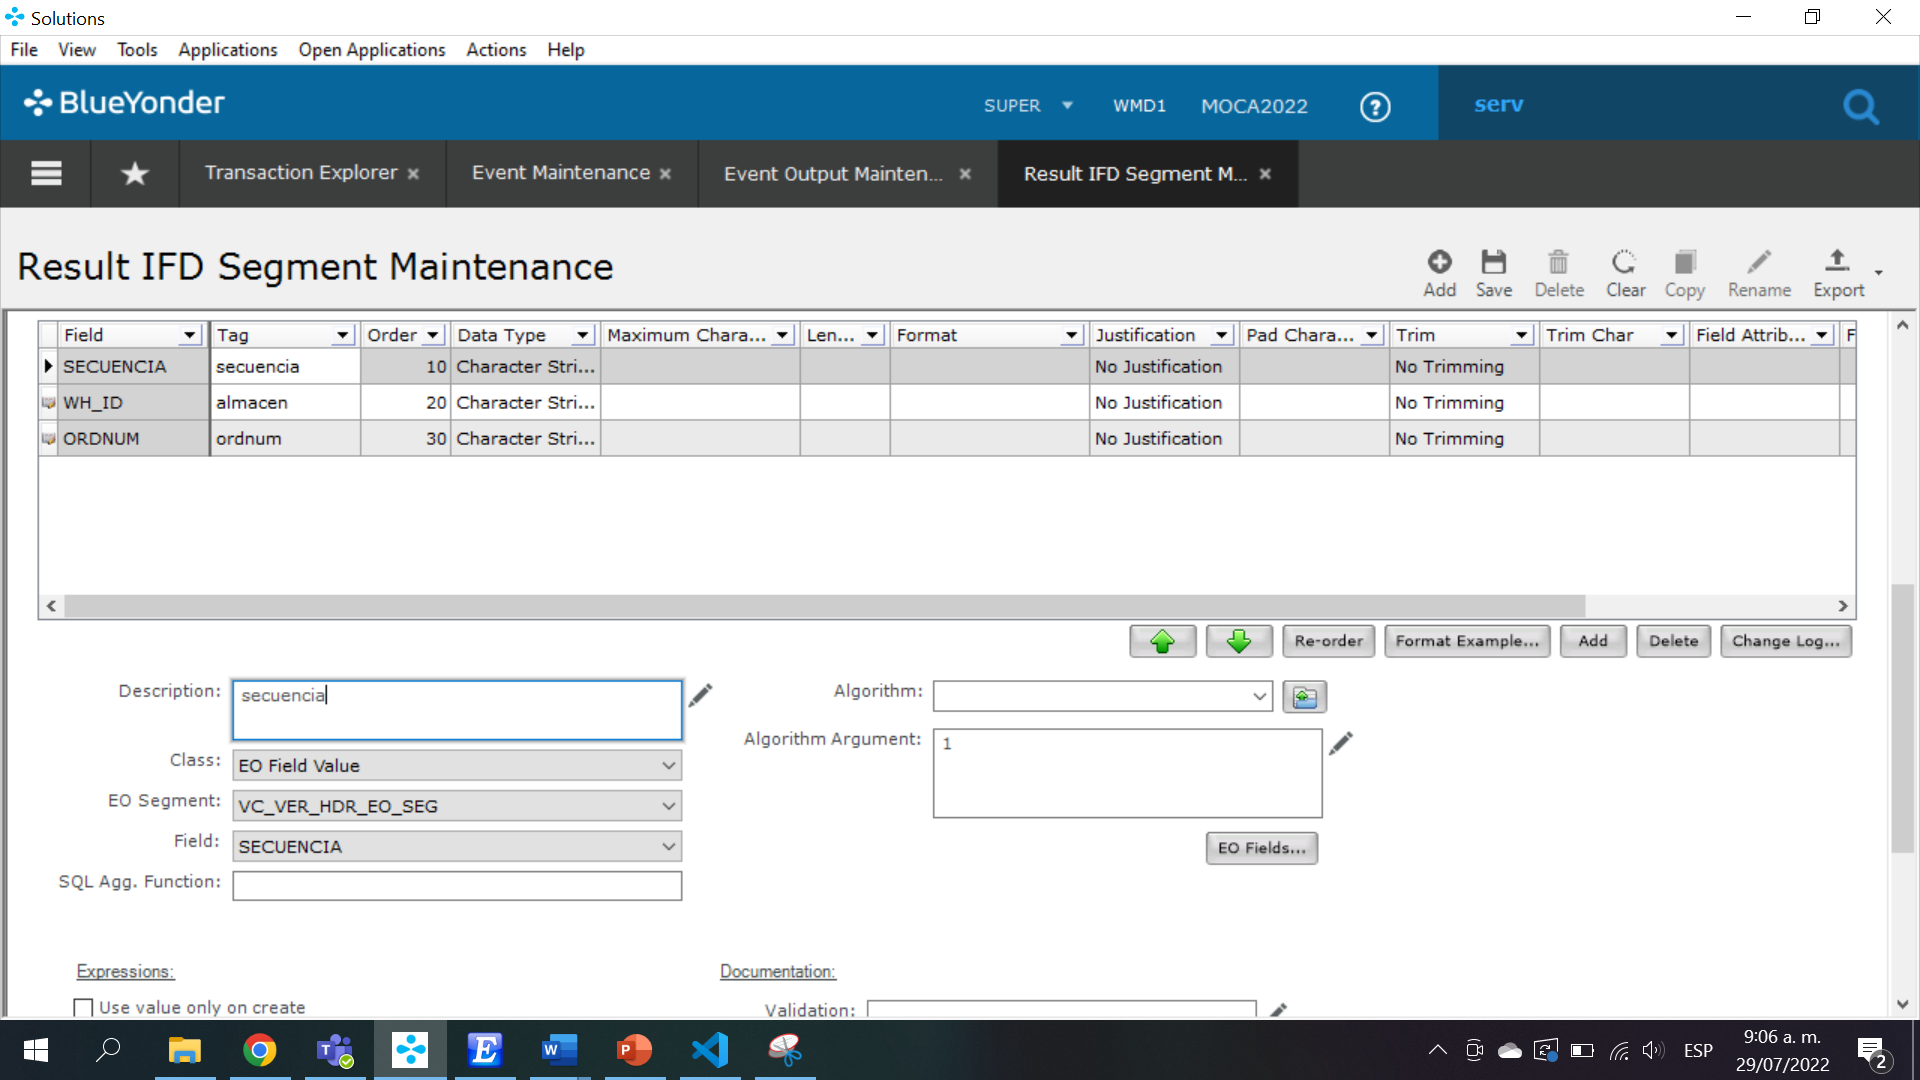 Solutions
File View Tools Applications Open Applications Actions Help
BlueYonder SUPER WMD1 MOCA2022 ? serv
Transaction Explorer × Event Maintenance × Event Output Mainten... × Result IFD Segment M... ×
Result IFD Segment Maintenance
Add Save Delete Clear Copy Rename Export
Field Tag Order Data Type Maximum Chara... Len... Format Justification Pad Chara... Trim Trim Char Field Attrib... F
SECUENCIA secuencia 10 Character Stri... No Justification No Trimming
WH_ID almacen 20 Character Stri... No Justification No Trimming
ORDNUM ordnum 30 Character Stri... No Justification No Trimming
Re-order Format Example... Add Delete Change Log...
Description: secuencia Algorithm:
Algorithm Argument: 1
Class: EO Field Value
EO Segment: VC_VER_HDR_EO_SEG
Field: SECUENCIA EO Fields...
SQL Agg. Function:
Expressions: Documentation:
Use value only on create Validation:
ESP 9:06 a. m.
29/07/2022 2